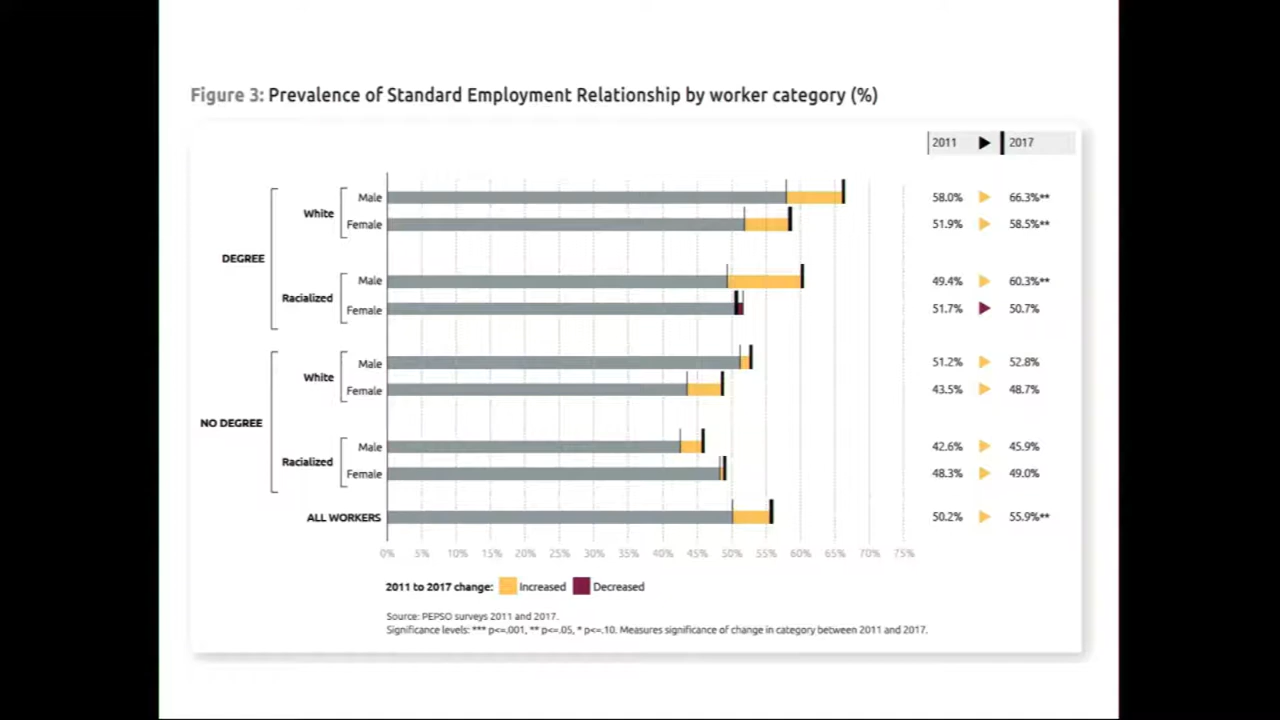 Figure 3: Prevalence of Standard Employment Relationship by worker category (%)
2011 ▶ 2017
DEGREE
White
Male 58.0% ▶ 66.3%**
Female 51.9% ▶ 58.5%**
Racialized
Male 49.4% ▶ 60.3%**
Female 51.7% ▶ 50.7%
NO DEGREE
White
Male 51.2% ▶ 52.8%
Female 43.5% ▶ 48.7%
Racialized
Male 42.6% ▶ 45.9%
Female 48.3% ▶ 49.0%
ALL WORKERS 50.2% ▶ 55.9%**
0% 5% 10% 15% 20% 25% 30% 35% 40% 45% 50% 55% 60% 65% 70% 75%
2011 to 2017 change: Increased Decreased
Source: PEPSO surveys 2011 and 2017.
Significance levels: *** p<=.001, ** p<=.05, * p<=.10. Measures significance of change in category between 2011 and 2017.